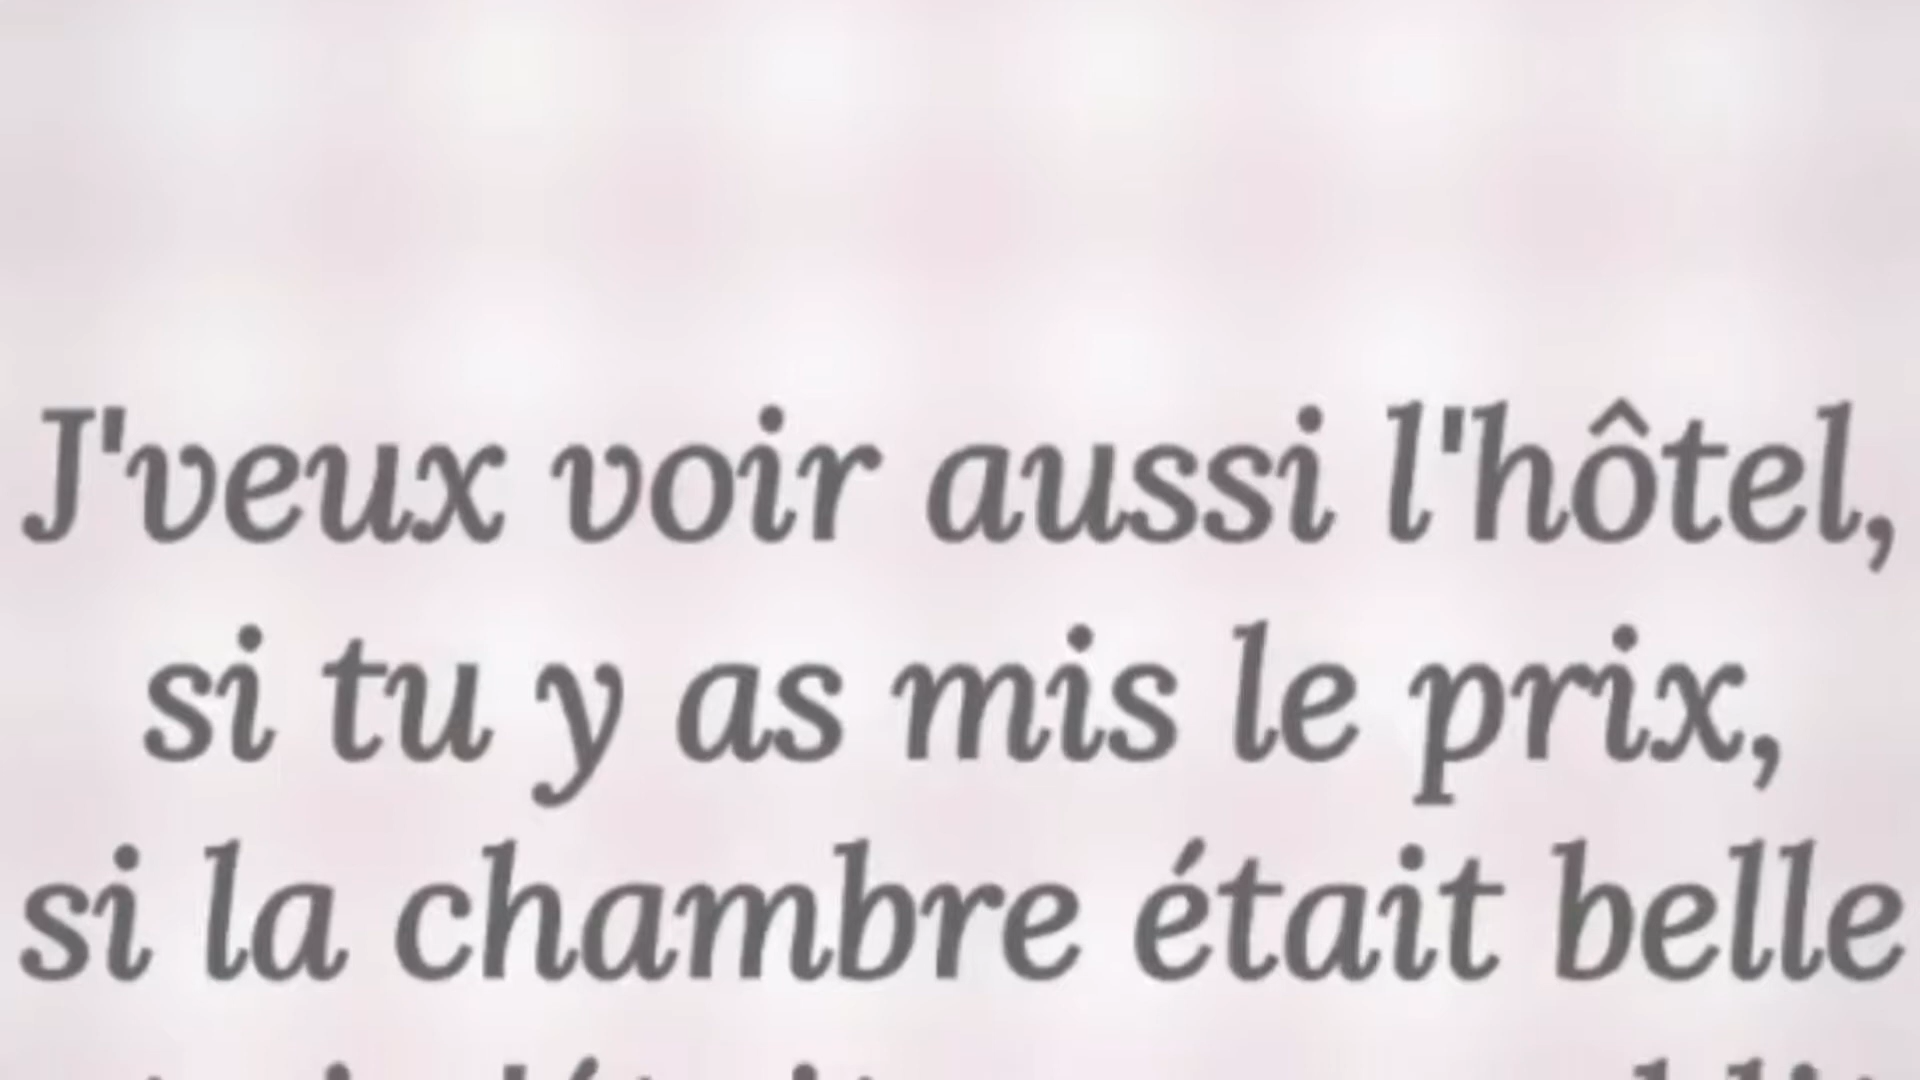 J'veux voir aussi l'hôtel,
si tu y as mis le prix,
si la chambre était belle